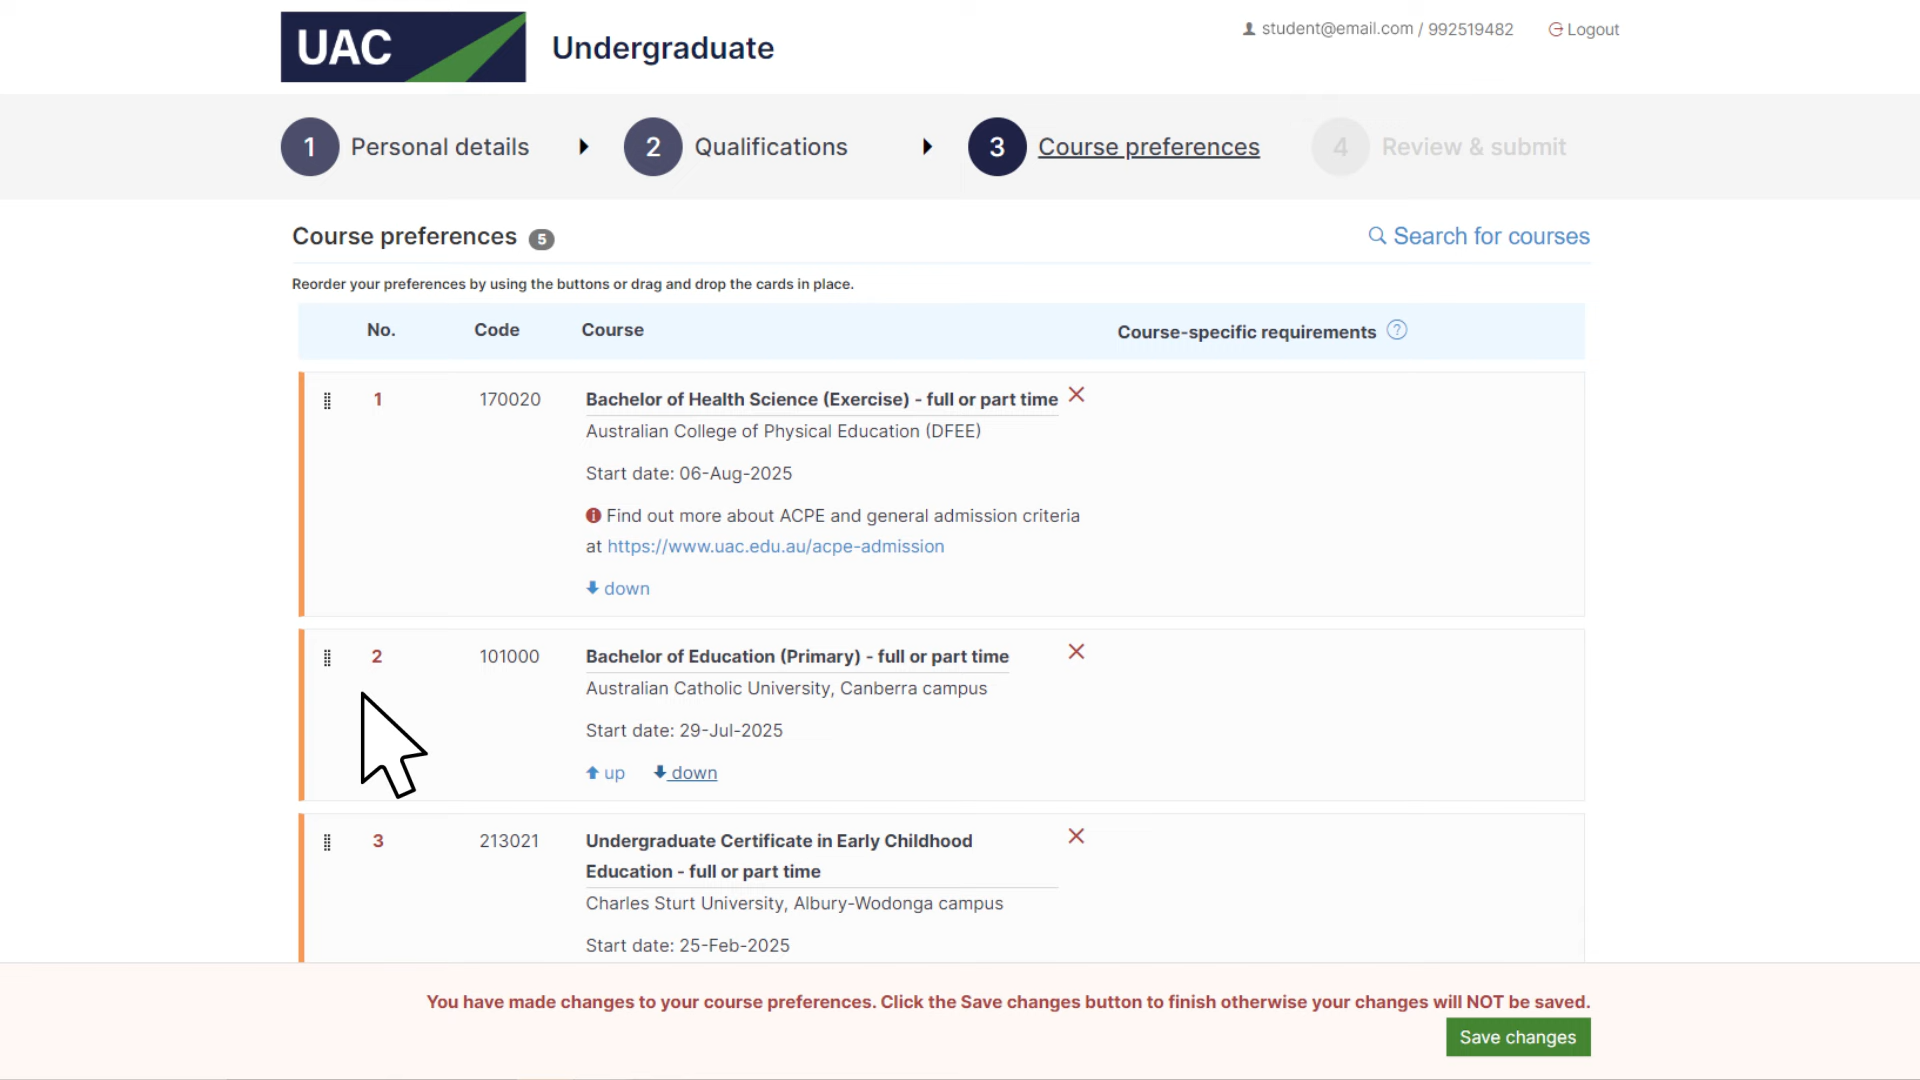 UAC
Undergraduate
student@email.com / 992519482
Logout
1 Personal details
2 Qualifications
3 Course preferences
4 Review & submit
Course preferences 5
Search for courses
Reorder your preferences by using the buttons or drag and drop the cards in place.
No. Code Course Course-specific requirements ?
1 170020 Bachelor of Health Science (Exercise) - full or part time
Australian College of Physical Education (DFEE)
Start date: 06-Aug-2025
Find out more about ACPE and general admission criteria
at https://www.uac.edu.au/acpe-admission
down
2 101000 Bachelor of Education (Primary) - full or part time
Australian Catholic University, Canberra campus
Start date: 29-Jul-2025
up down
3 213021 Undergraduate Certificate in Early Childhood
Education - full or part time
Charles Sturt University, Albury-Wodonga campus
Start date: 25-Feb-2025
You have made changes to your course preferences. Click the Save changes button to finish otherwise your changes will NOT be saved.
Save changes